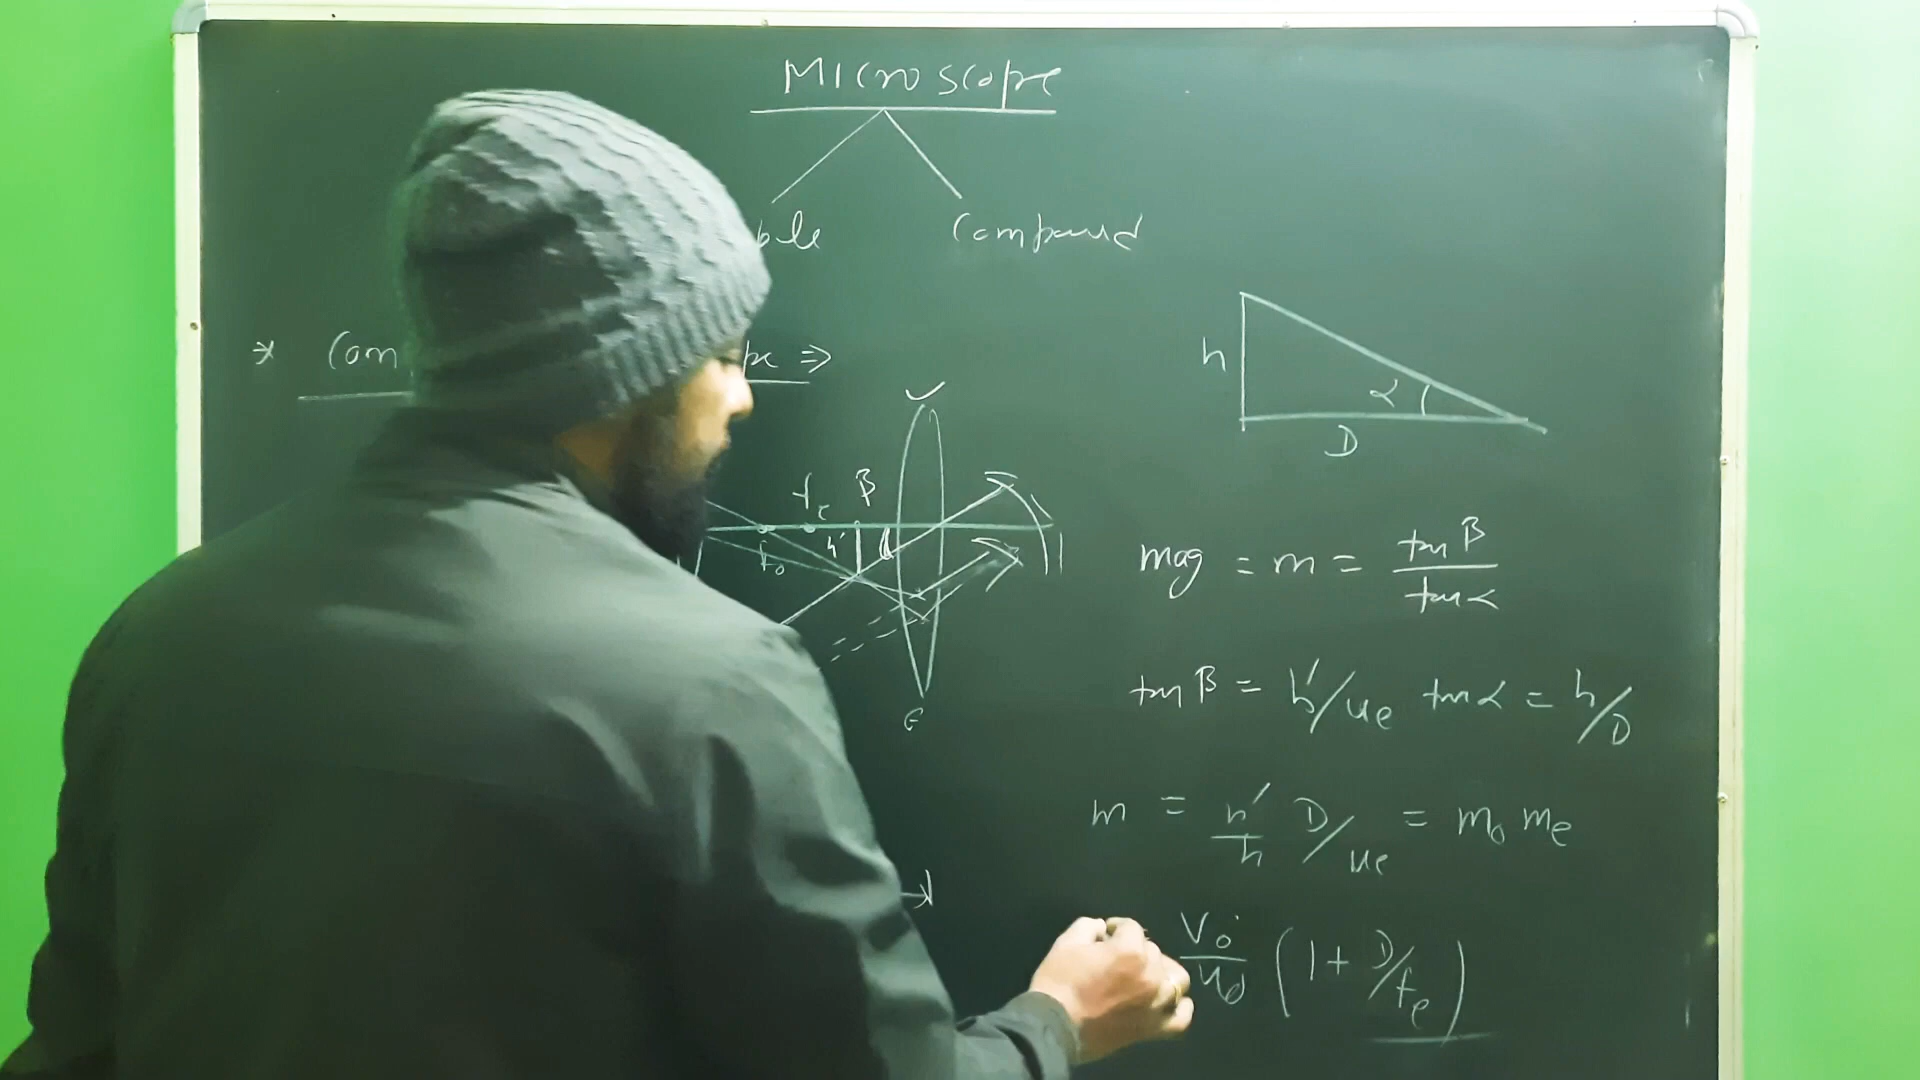 Microscope
ble Compound
* Com pe ⇒
h α
D
fe β
fo h'
E
mag = m = tan β / tan α
tan β = h'/ue tan α = h/D
m = h'/h D/ue = mo me
Vo/uo (1 + D/fe)